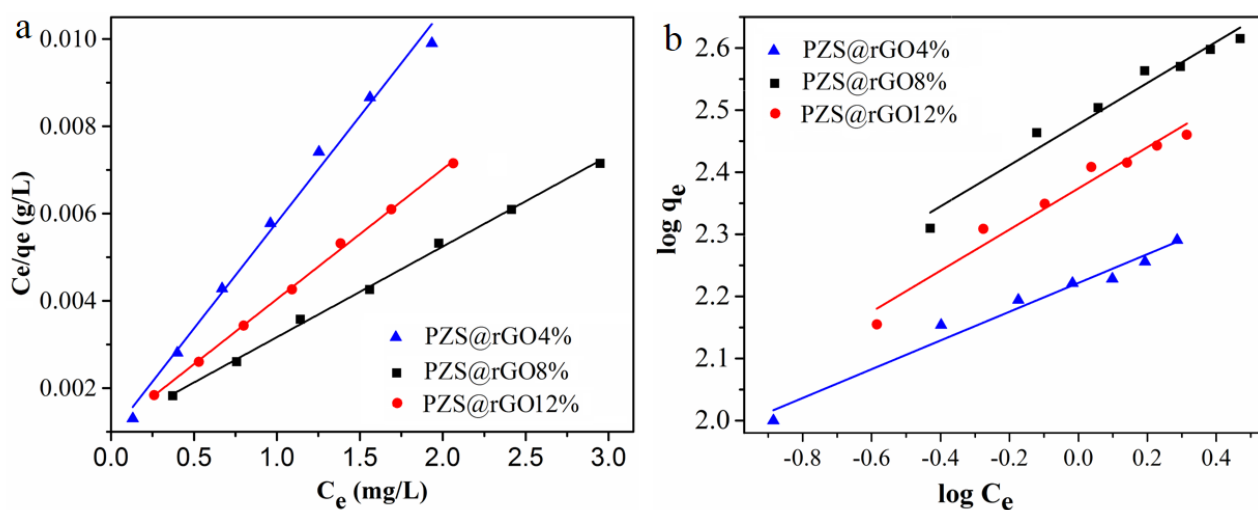 a
0.010
0.008
0.006
0.004
0.002
Ce/qe (g/L)
PZS@rGO4%
PZS@rGO8%
PZS@rGO12%
0.0 0.5 1.0 1.5 2.0 2.5 3.0
Ce (mg/L)
b
2.6
2.5
2.4
2.3
2.2
2.1
2.0
log qe
PZS@rGO4%
PZS@rGO8%
PZS@rGO12%
-0.8 -0.6 -0.4 -0.2 0.0 0.2 0.4
log Ce